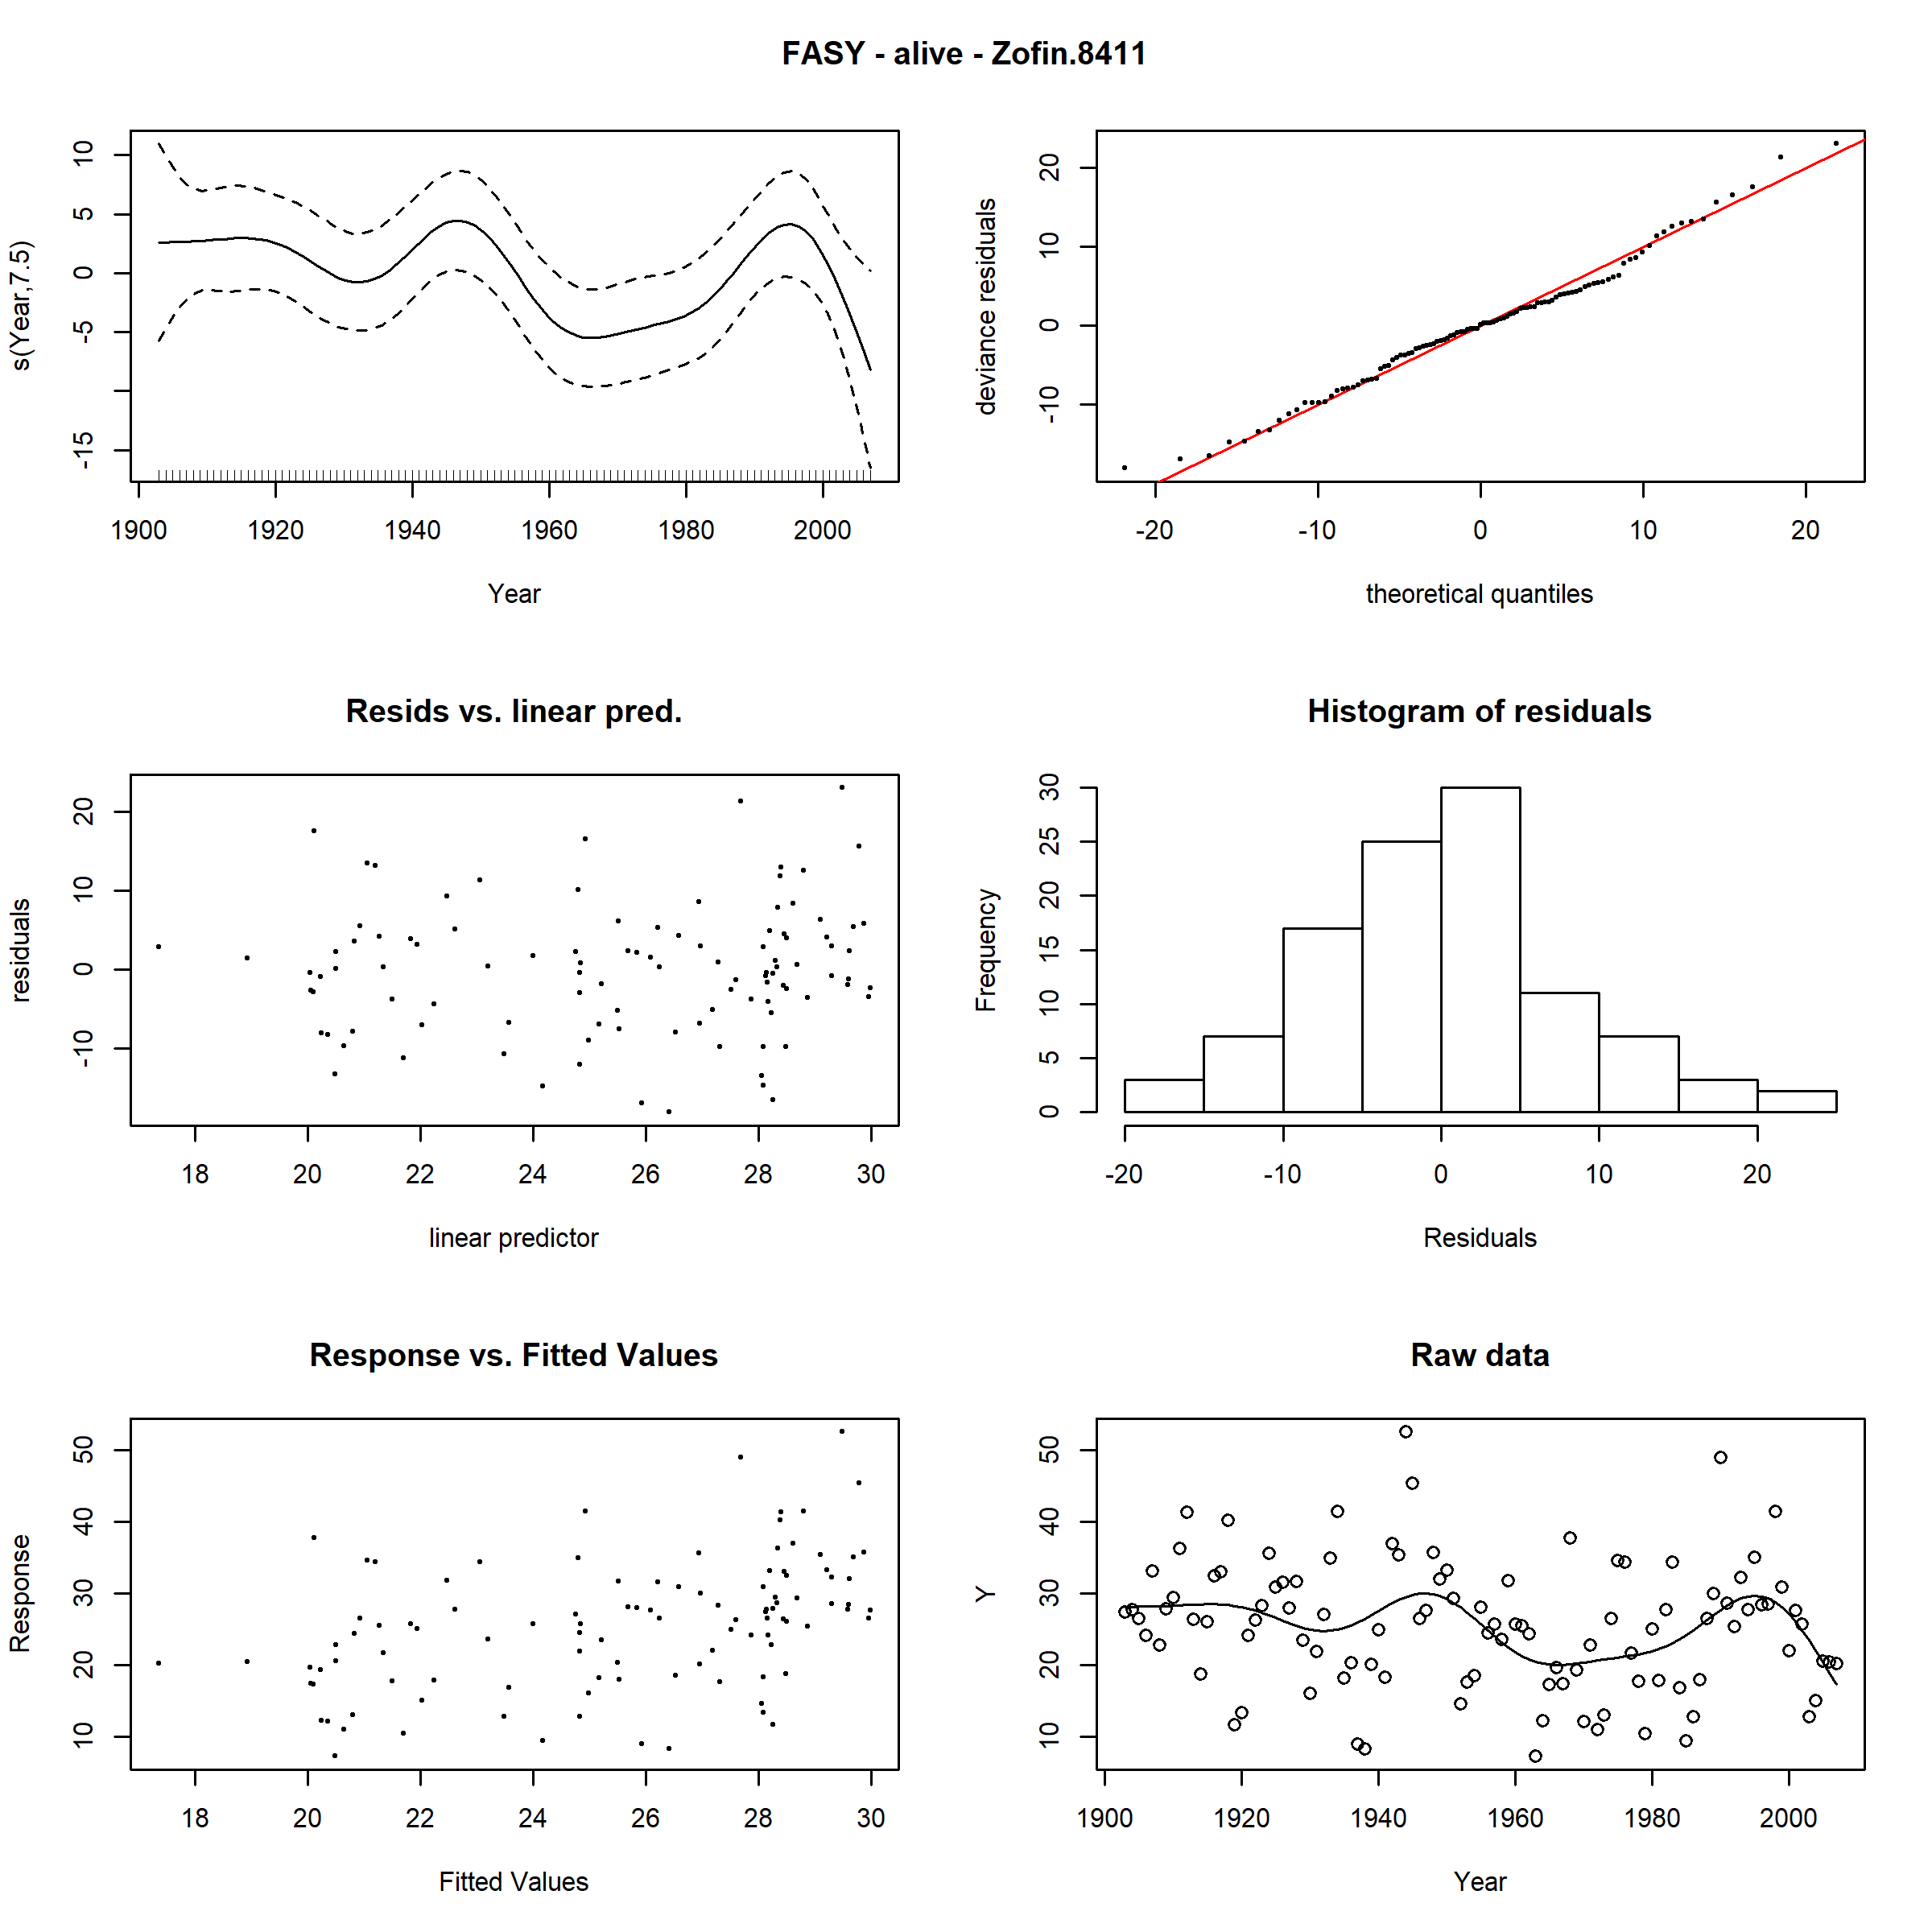 FASY - alive - Zofin.8411
s(Year,7.5)
10
5
0
-5
-15
1900 1920 1940 1960 1980 2000
Year
deviance residuals
20
10
0
-10
-20 -10 0 10 20
theoretical quantiles
Resids vs. linear pred.
residuals
20
10
0
-10
18 20 22 24 26 28 30
linear predictor
Histogram of residuals
Frequency
30
25
20
15
10
5
0
-20 -10 0 10 20
Residuals
Response vs. Fitted Values
Response
50
40
30
20
10
18 20 22 24 26 28 30
Fitted Values
Raw data
Y
50
40
30
20
10
1900 1920 1940 1960 1980 2000
Year